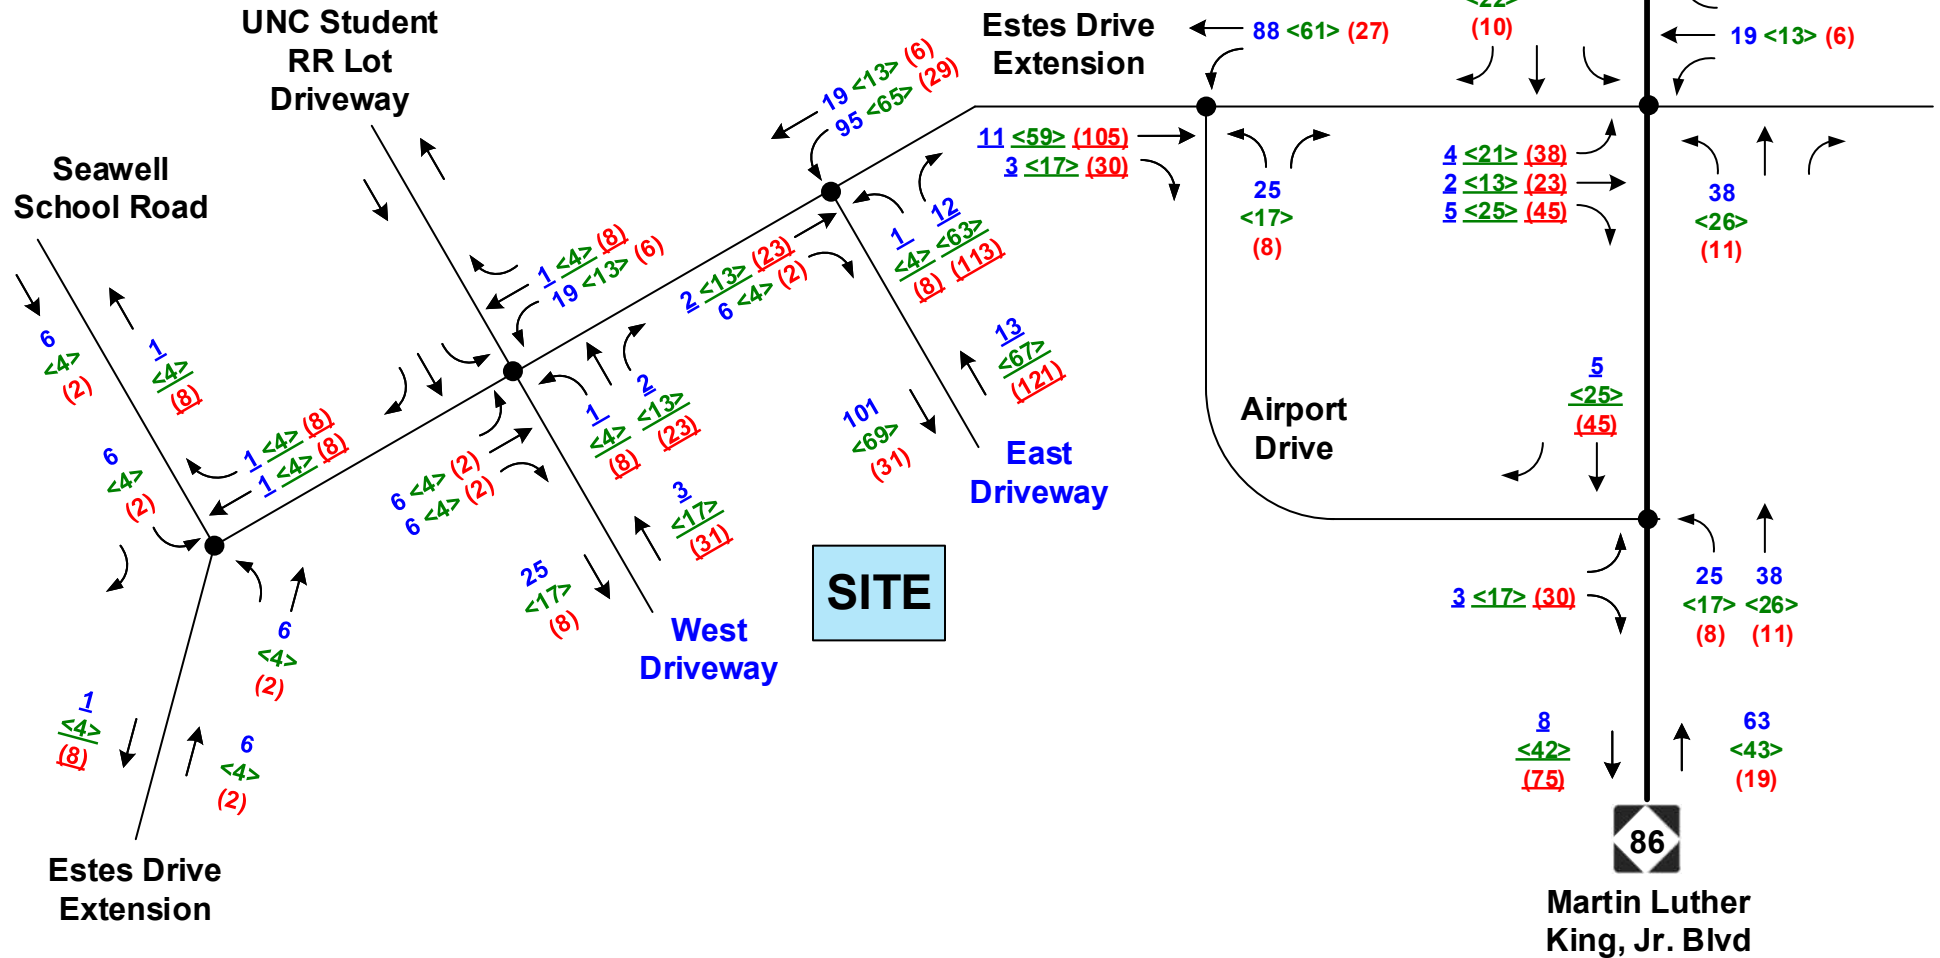 UNC Student
RR Lot
Driveway
Estes Drive
Extension
88 <61> (27)
<22>
(10)
19 <13> (6)
19 <13> (6)
95 <65> (29)
Seawell
School Road
11 <59> (105)
3 <17> (30)
25
<17>
(8)
4 <21> (38)
2 <13> (23)
5 <25> (45)
38
<26>
(11)
1 <4> (8)
19 <13> (6)
2 <13> (23)
6 <4> (2)
1
<4>
(8)
12
<63>
(113)
6
<4>
(2)
1
<4>
(8)
13
<67>
(121)
101
<69>
(31)
East
Driveway
Airport
Drive
5
<25>
(45)
1 <4> (8)
1 <4> (8)
6
<4>
(2)
6 <4> (2)
6 <4> (2)
1
<4>
(8)
2
<13>
(23)
3
<17>
(31)
25
<17>
(8)
West
Driveway
SITE
3 <17> (30)
25
<17>
(8)
38
<26>
(11)
6
<4>
(2)
1
<4>
(8)
6
<4>
(2)
8
<42>
(75)
63
<43>
(19)
86
Estes Drive
Extension
Martin Luther
King, Jr. Blvd